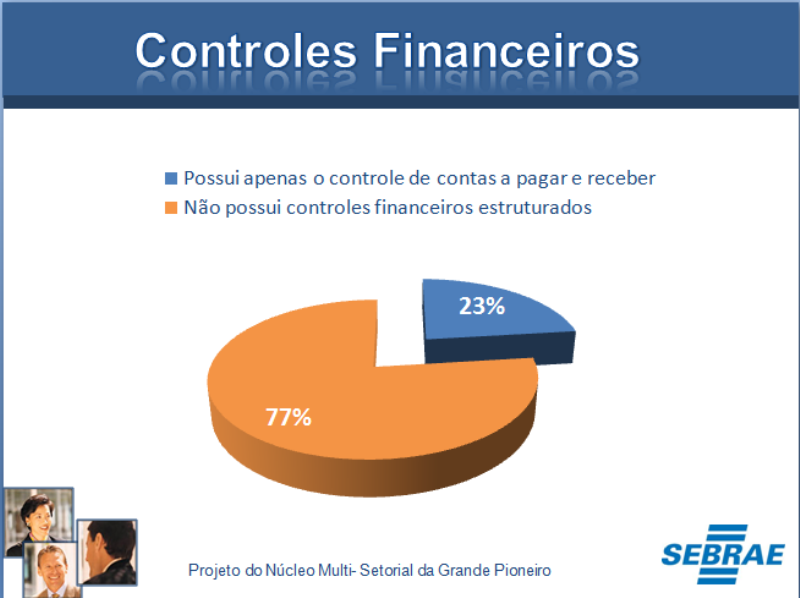 Controles Financeiros
Possui apenas o controle de contas a pagar e receber
Não possui controles financeiros estruturados
23%
77%
Projeto do Núcleo Multi- Setorial da Grande Pioneiro
SEBRAE